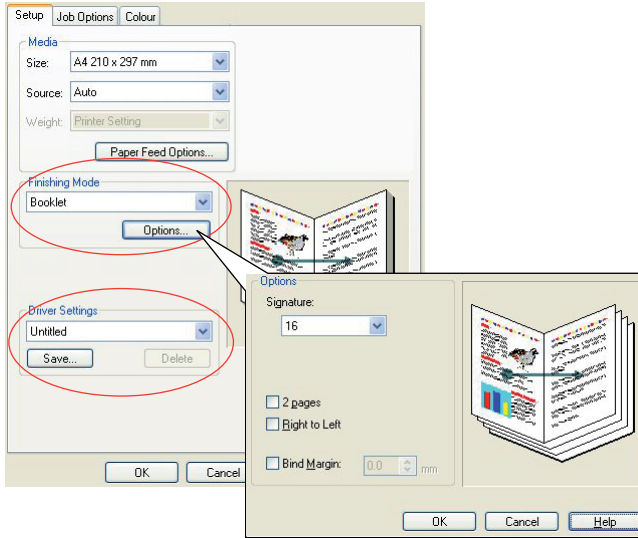 Setup Job Options Colour
Media
Size: A4 210 x 297 mm
Source: Auto
Weight: Printer Setting
Paper Feed Options...
Finishing Mode
Booklet
Options...
Driver Settings
Untitled
Save... Delete
OK Cancel
Options
Signature:
16
2 pages
Right to Left
Bind Margin: 0.0 mm
OK Cancel Help